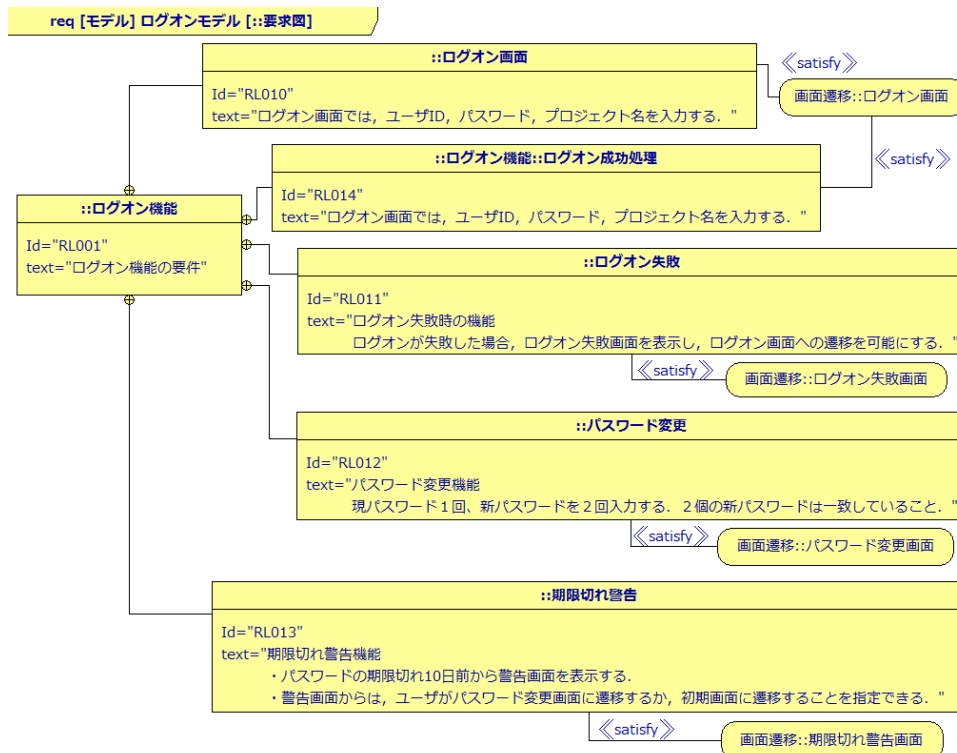 req [モデル] ログオンモデル [::要求図]
::ログオン画面
Id="RL010"
text="ログオン画面では，ユーザID，パスワード，プロジェクト名を入力する．"
≪satisfy≫
画面遷移::ログオン画面
≪satisfy≫
::ログオン機能::ログオン成功処理
Id="RL014"
text="ログオン画面では，ユーザID，パスワード，プロジェクト名を入力する．"
::ログオン機能
Id="RL001"
text="ログオン機能の要件"
::ログオン失敗
Id="RL011"
text="ログオン失敗時の機能
ログオンが失敗した場合，ログオン失敗画面を表示し，ログオン画面への遷移を可能にする．"
≪satisfy≫
画面遷移::ログオン失敗画面
::パスワード変更
Id="RL012"
text="パスワード変更機能
現パスワード１回、新パスワードを２回入力する．２個の新パスワードは一致していること．"
≪satisfy≫
画面遷移::パスワード変更画面
::期限切れ警告
Id="RL013"
text="期限切れ警告機能
・パスワードの期限切れ10日前から警告画面を表示する．
・警告画面からは，ユーザがパスワード変更画面に遷移するか，初期画面に遷移することを指定できる．"
≪satisfy≫
画面遷移::期限切れ警告画面